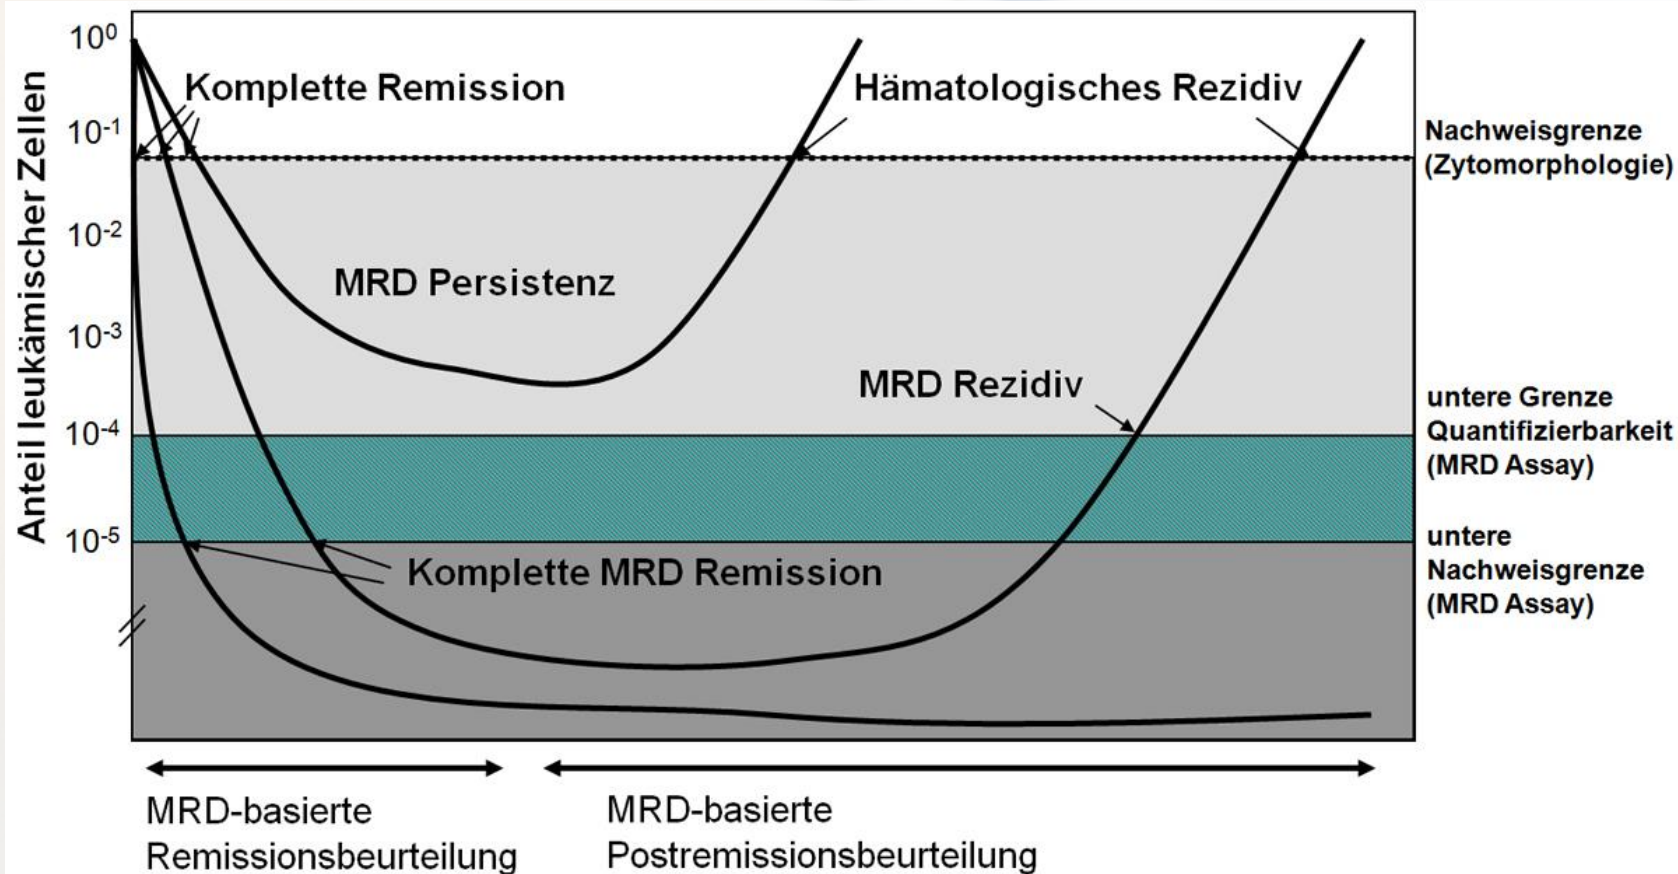 Anteil leukämischer Zellen
10⁰
10⁻¹
10⁻²
10⁻³
10⁻⁴
10⁻⁵
Komplette Remission
Hämatologisches Rezidiv
MRD Persistenz
MRD Rezidiv
Komplette MRD Remission
Nachweisgrenze
(Zytomorphologie)
untere Grenze
Quantifizierbarkeit
(MRD Assay)
untere
Nachweisgrenze
(MRD Assay)
MRD-basierte
Remissionsbeurteilung
MRD-basierte
Postremissionsbeurteilung